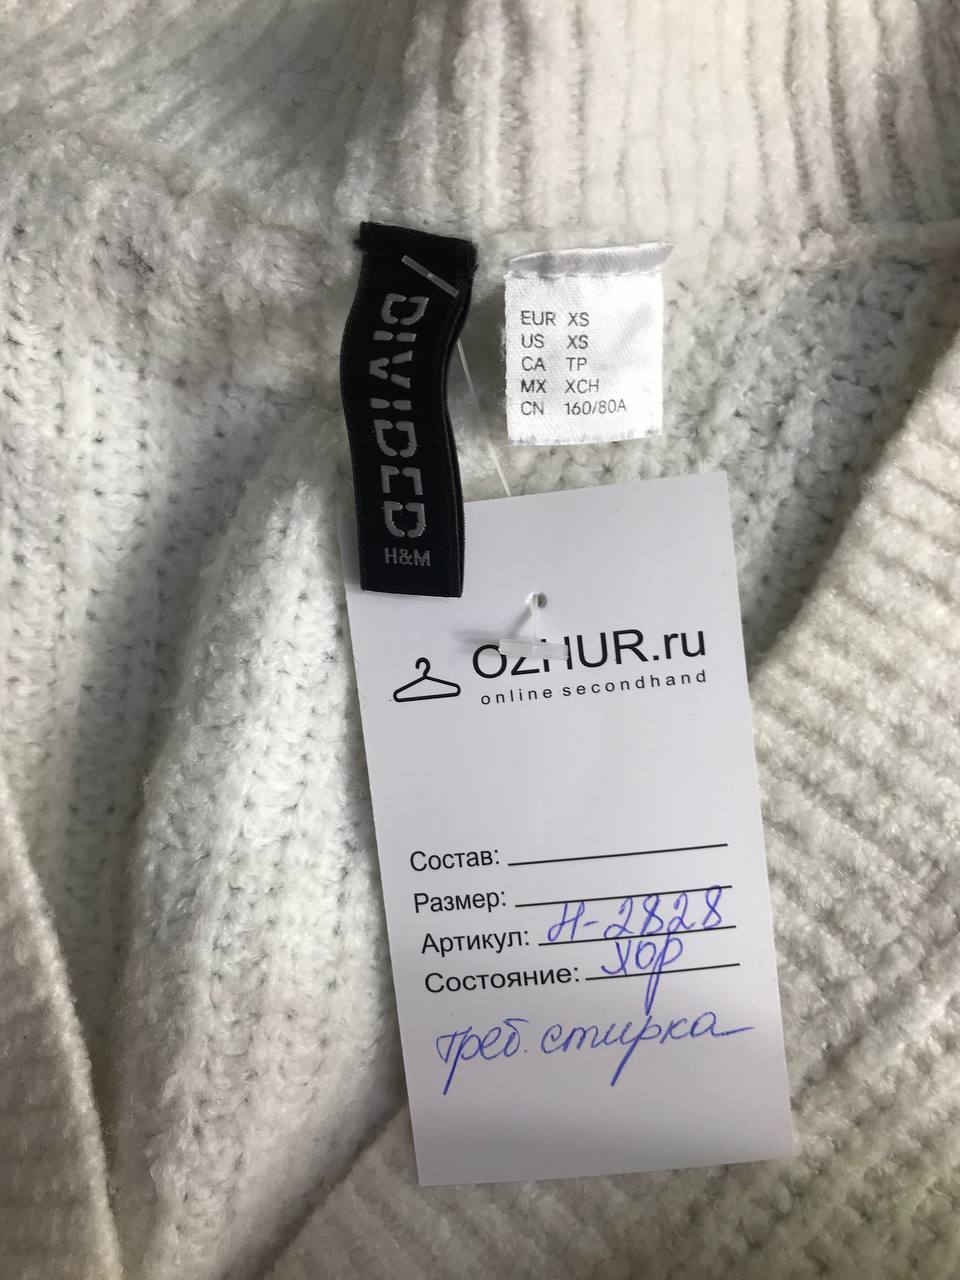 DIVIDED
H&M
EUR XS
US XS
CA TP
MX XCH
CN 160/80A
OZHUR.ru
online secondhand
Состав:
Размер:
Артикул: Н-2828
Состояние: хор
треб. стирка